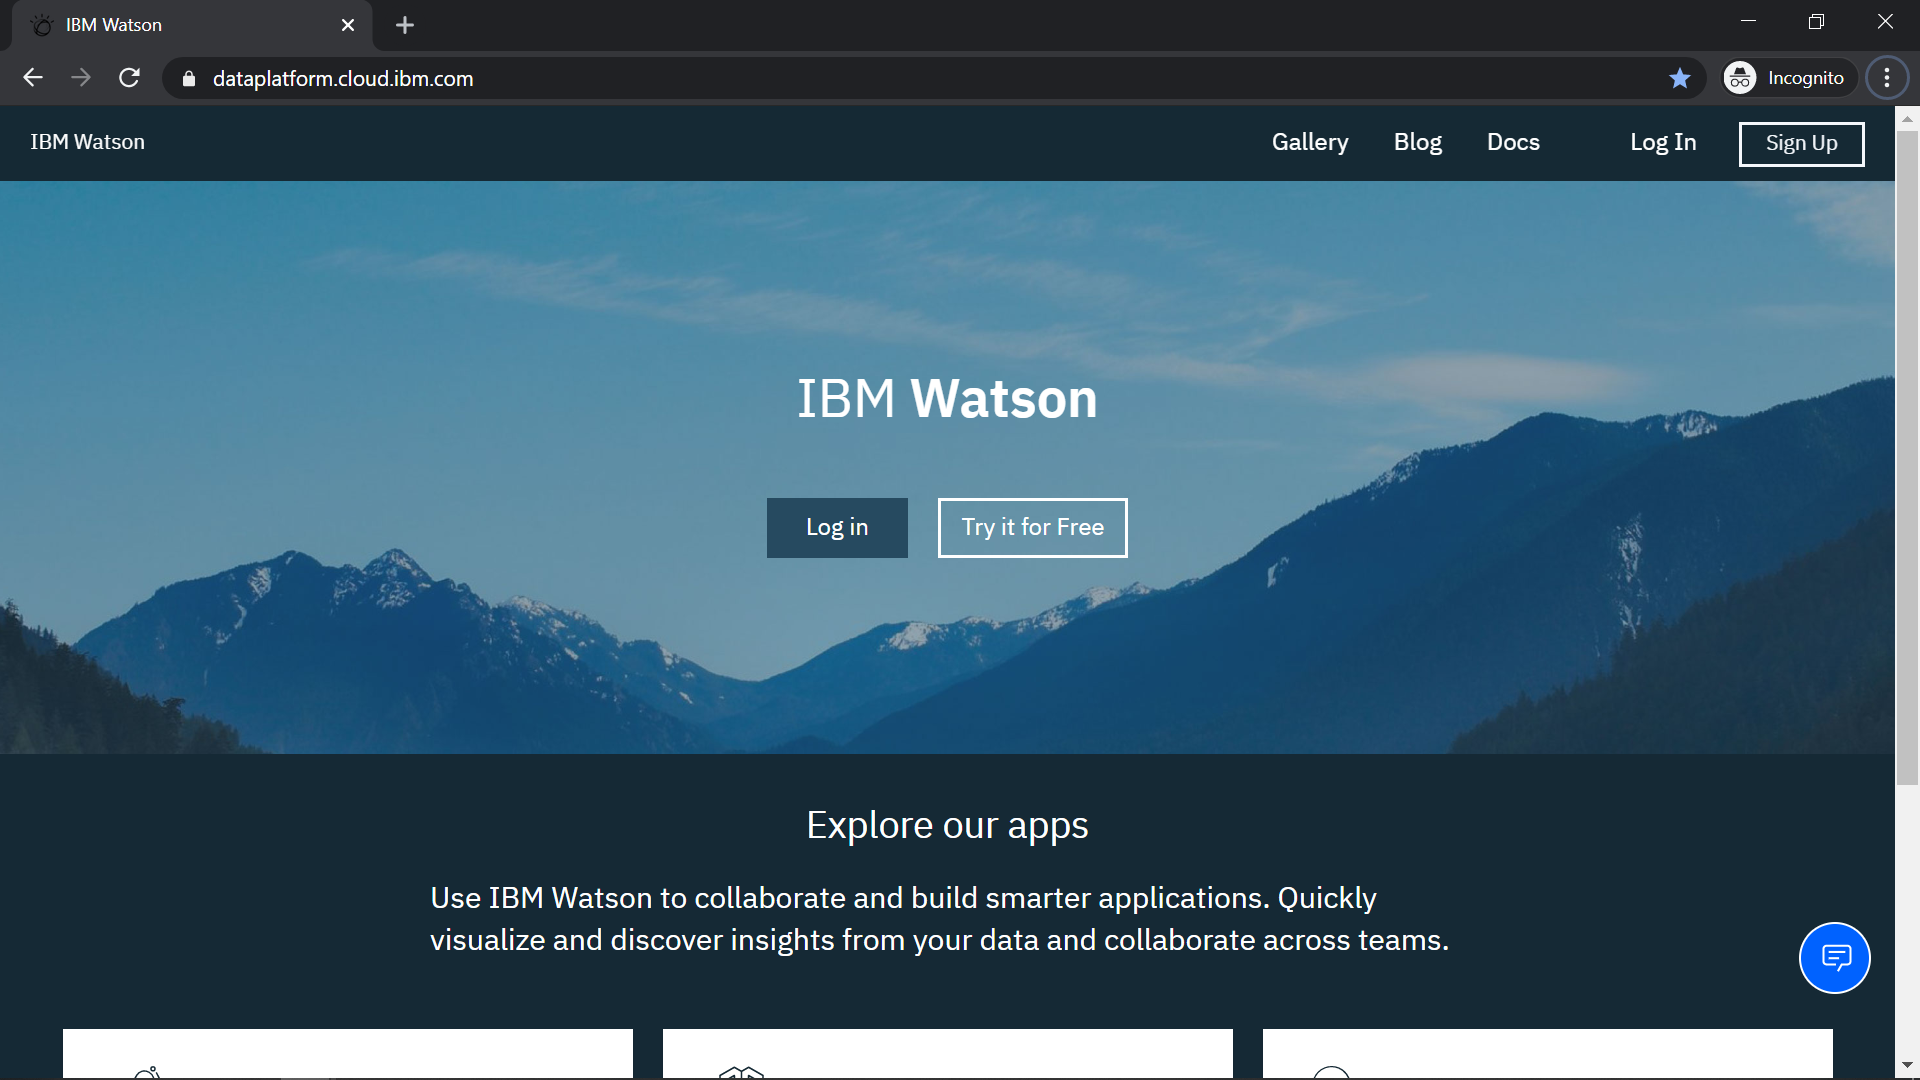 IBM Watson
dataplatform.cloud.ibm.com
Incognito
IBM Watson
Gallery
Blog
Docs
Log In
Sign Up
IBM Watson
Log in
Try it for Free
Explore our apps
Use IBM Watson to collaborate and build smarter applications. Quickly
visualize and discover insights from your data and collaborate across teams.